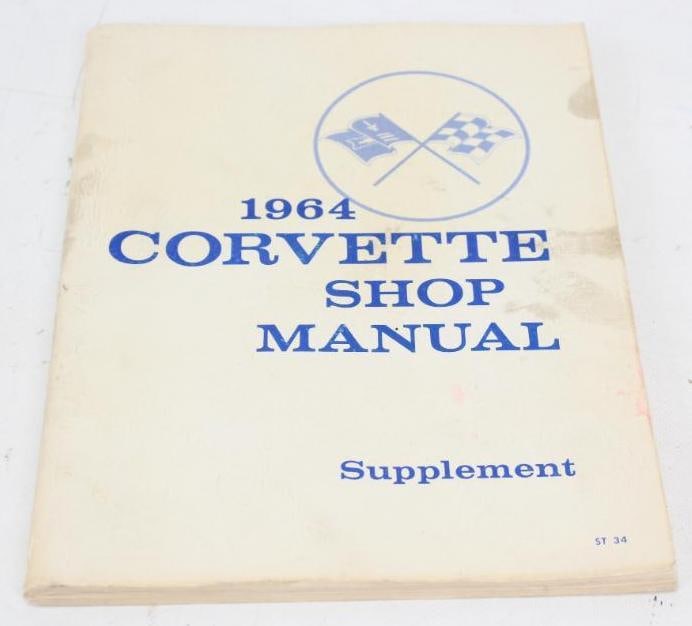 1964
CORVETTE
SHOP
MANUAL
Supplement
ST 34